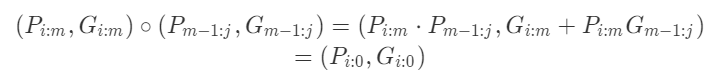 (P_{i:m}, G_{i:m}) ∘ (P_{m−1:j}, G_{m−1:j}) = (P_{i:m} · P_{m−1:j}, G_{i:m} + P_{i:m}G_{m−1:j})
= (P_{i:0}, G_{i:0})